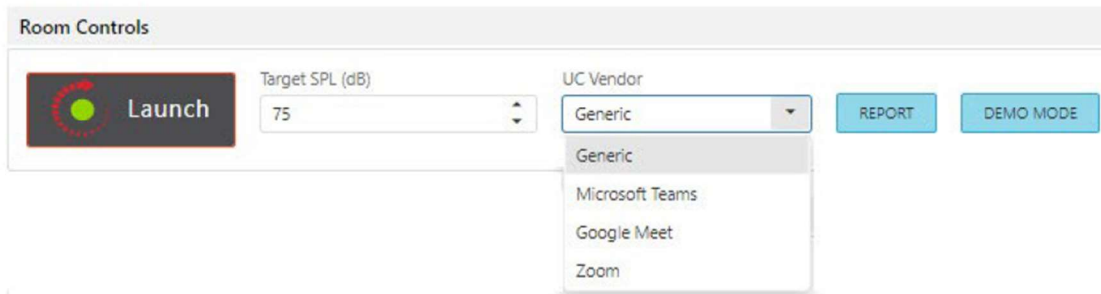 Room Controls
Target SPL (dB)
UC Vendor
Launch
75
Generic
REPORT
DEMO MODE
Generic
Microsoft Teams
Google Meet
Zoom